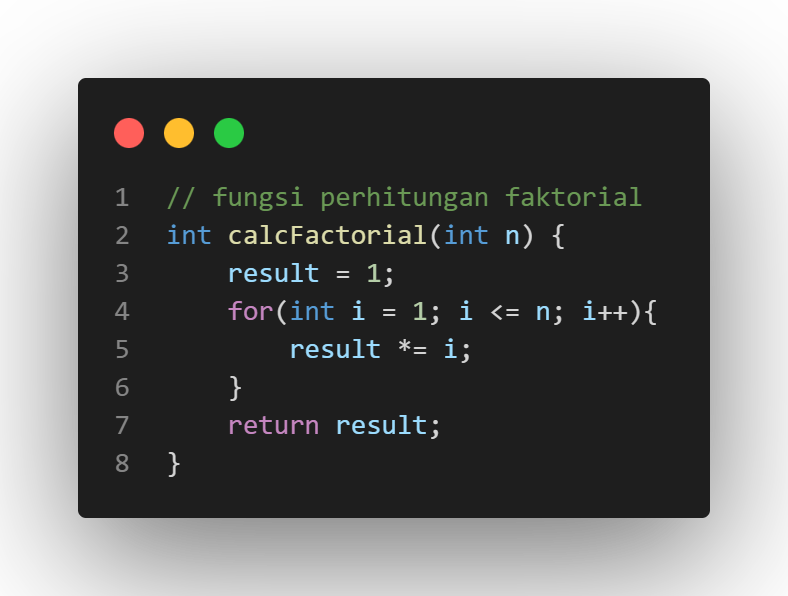 1 // fungsi perhitungan faktorial
2 int calcFactorial(int n) {
3     result = 1;
4     for(int i = 1; i <= n; i++){
5         result *= i;
6     }
7     return result;
8 }